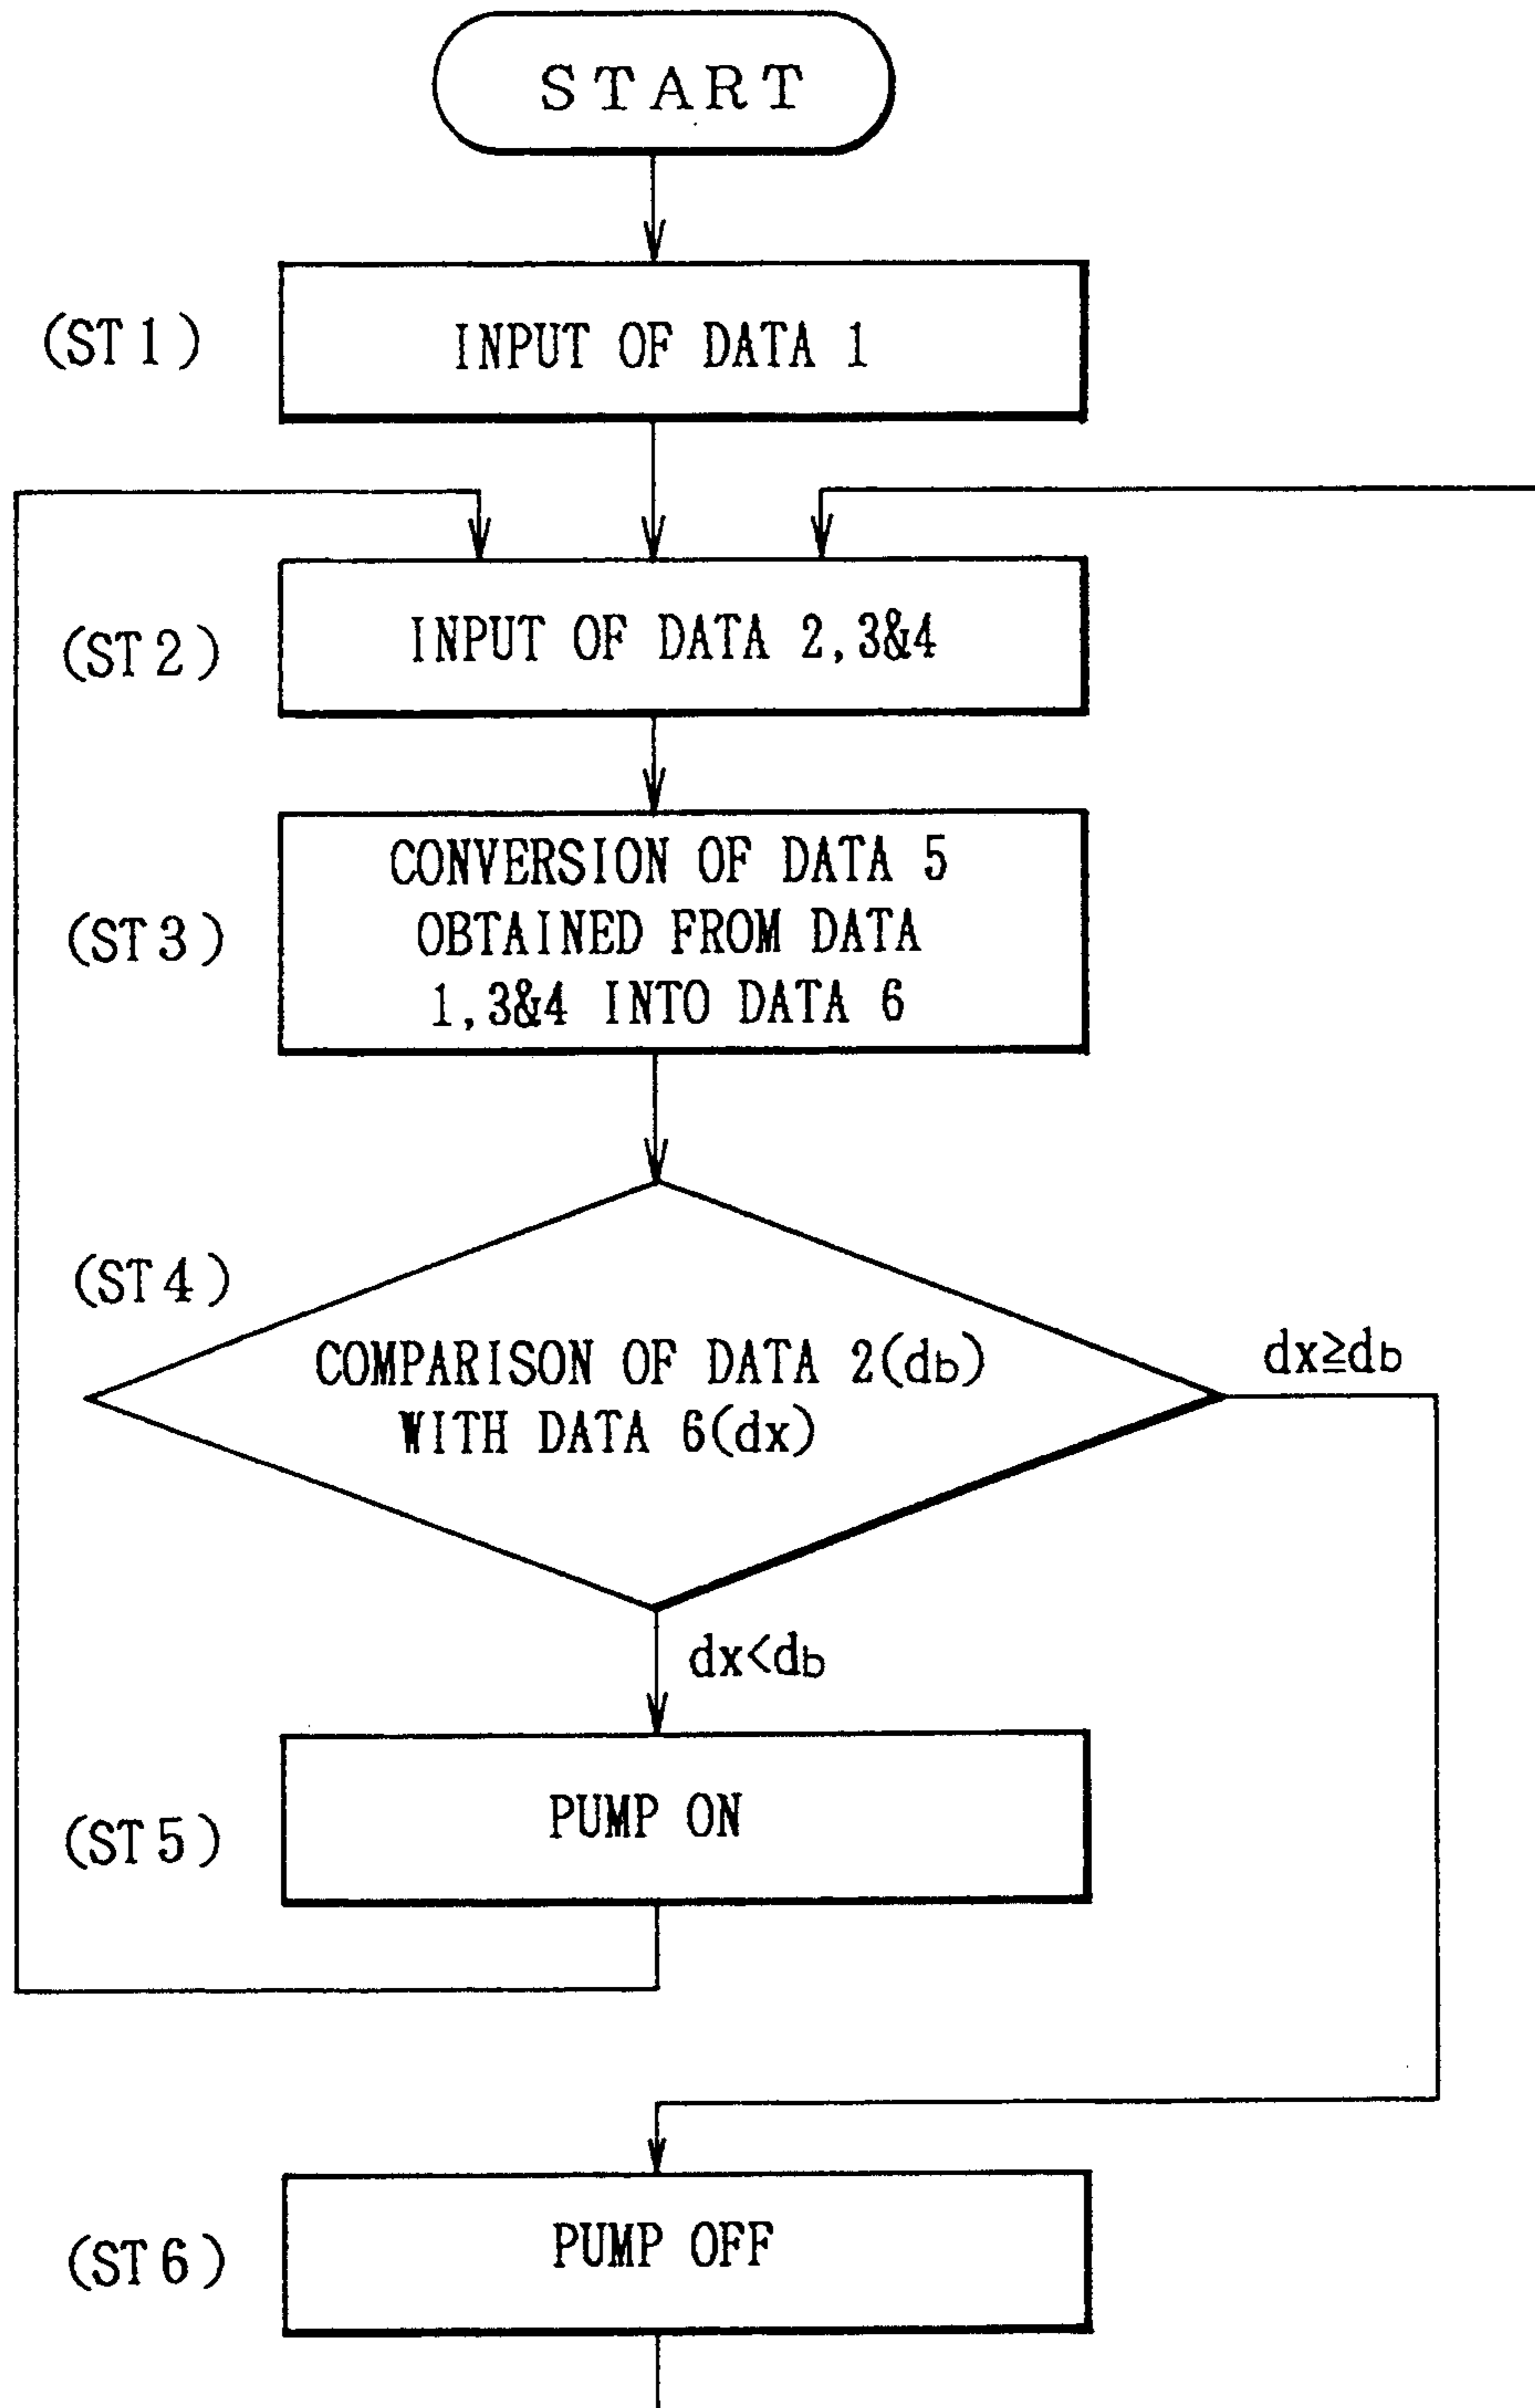 START
(ST1)
INPUT OF DATA 1
(ST2)
INPUT OF DATA 2,3&4
(ST3)
CONVERSION OF DATA 5
OBTAINED FROM DATA
1,3&4 INTO DATA 6
(ST4)
COMPARISON OF DATA 2(db)
WITH DATA 6(dx)
dx≧db
dx<db
(ST5)
PUMP ON
(ST6)
PUMP OFF